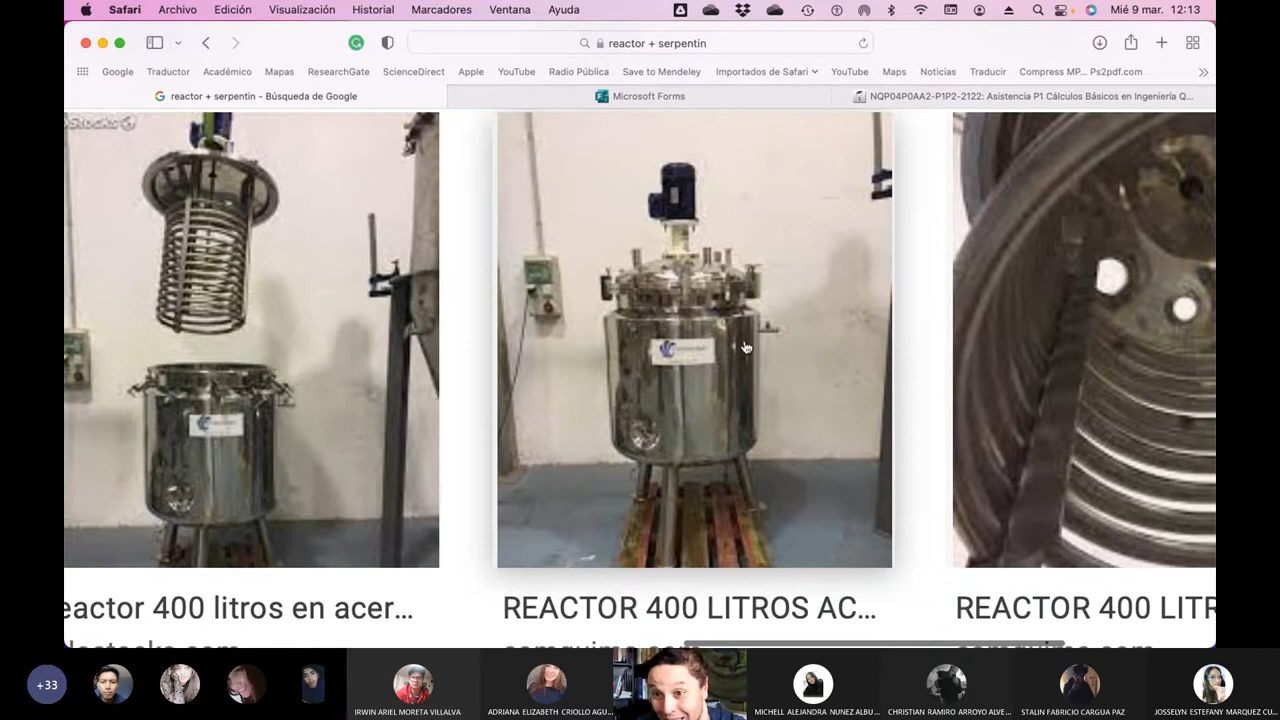 Safari Archivo Edición Visualización Historial Marcadores Ventana Ayuda Mié 9 mar. 12:13
reactor + serpentin
Google Traductor Académico Mapas ResearchGate ScienceDirect Apple YouTube Radio Pública Save to Mendeley Importados de Safari YouTube Maps Noticias Traducir Compress MP... Ps2pdf.com
reactor + serpentin - Búsqueda de Google Microsoft Forms NQP04P0AA2-P1P2-2122: Asistencia P1 Cálculos Básicos en Ingeniería Q...
Stocks
eactor 400 litros en acer... REACTOR 400 LITROS AC... REACTOR 400 LITR
+33
IRWIN ARIEL MORETA VILLALVA ADRIANA ELIZABETH CRIOLLO AGU... MICHELL ALEJANDRA NUNEZ ALBU... CHRISTIAN RAMIRO ARROYO ALVE... STALIN FABRICIO CARGUA PAZ JOSSELYN ESTEFANY MARQUEZ CU...